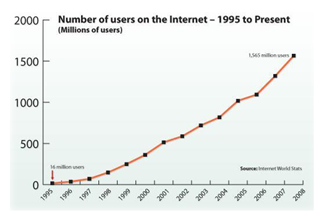 Number of users on the Internet – 1995 to Present
(Millions of users)
2000
1500
1000
500
0
1,565 million users
16 million users
Source: Internet World Stats
1995 1996 1997 1998 1999 2000 2001 2002 2003 2004 2005 2006 2007 2008